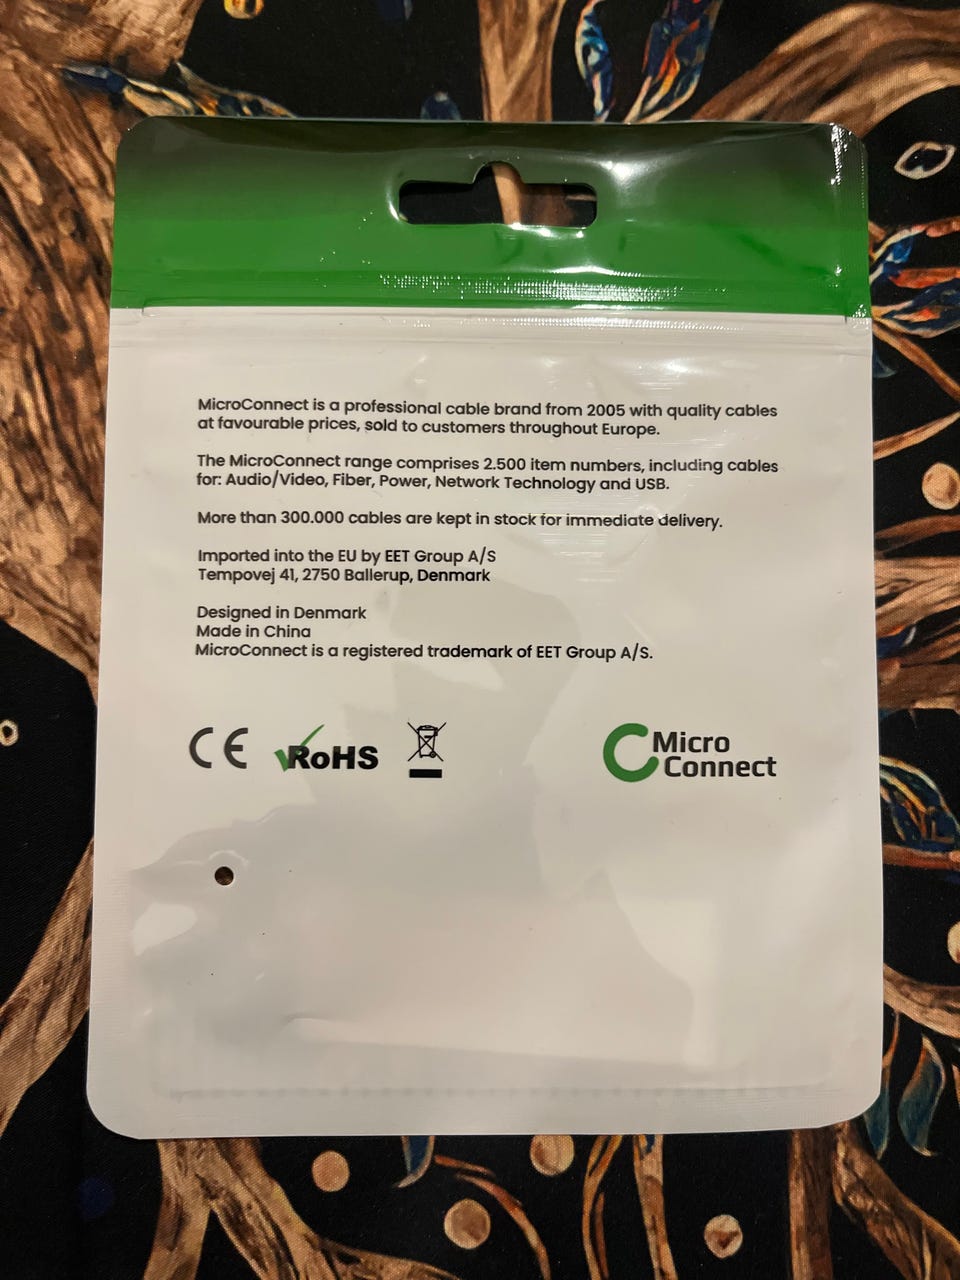 MicroConnect is a professional cable brand from 2005 with quality cables
at favourable prices, sold to customers throughout Europe.
The MicroConnect range comprises 2.500 item numbers, including cables
for: Audio/Video, Fiber, Power, Network Technology and USB.
More than 300.000 cables are kept in stock for immediate delivery.
Imported into the EU by EET Group A/S
Tempovej 41, 2750 Ballerup, Denmark
Designed in Denmark
Made in China
MicroConnect is a registered trademark of EET Group A/S.
CE RoHS
Micro
Connect